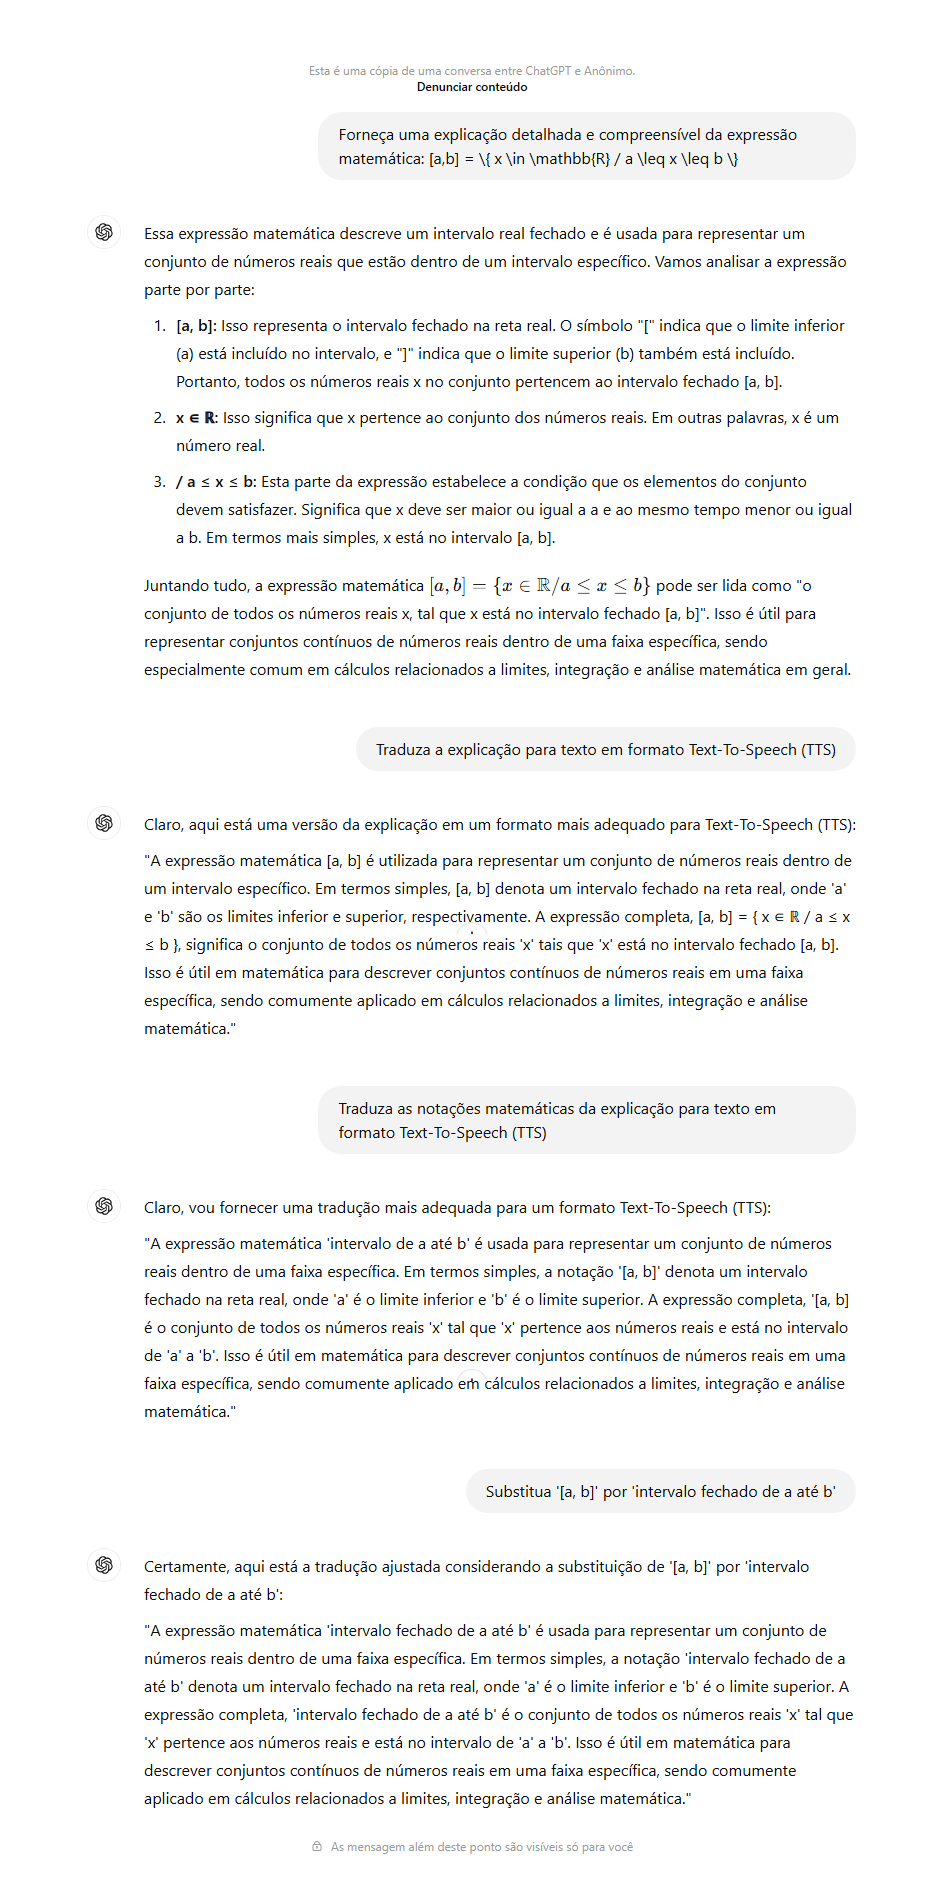 Esta é uma cópia de uma conversa entre ChatGPT e Anônimo.
Denunciar conteúdo
Forneça uma explicação detalhada e compreensível da expressão
matemática: [a,b] = \{ x \in \mathbb{R} / a \leq x \leq b \}
Essa expressão matemática descreve um intervalo real fechado e é usada para representar um
conjunto de números reais que estão dentro de um intervalo específico. Vamos analisar a expressão
parte por parte:
1. [a, b]: Isso representa o intervalo fechado na reta real. O símbolo "[" indica que o limite inferior
(a) está incluído no intervalo, e "]" indica que o limite superior (b) também está incluído.
Portanto, todos os números reais x no conjunto pertencem ao intervalo fechado [a, b].
2. x ∈ ℝ: Isso significa que x pertence ao conjunto dos números reais. Em outras palavras, x é um
número real.
3. / a ≤ x ≤ b: Esta parte da expressão estabelece a condição que os elementos do conjunto
devem satisfazer. Significa que x deve ser maior ou igual a a e ao mesmo tempo menor ou igual
a b. Em termos mais simples, x está no intervalo [a, b].
Juntando tudo, a expressão matemática [a, b] = {x ∈ ℝ/a ≤ x ≤ b} pode ser lida como "o
conjunto de todos os números reais x, tal que x está no intervalo fechado [a, b]". Isso é útil para
representar conjuntos contínuos de números reais dentro de uma faixa específica, sendo
especialmente comum em cálculos relacionados a limites, integração e análise matemática em geral.
Traduza a explicação para texto em formato Text-To-Speech (TTS)
Claro, aqui está uma versão da explicação em um formato mais adequado para Text-To-Speech (TTS):
"A expressão matemática [a, b] é utilizada para representar um conjunto de números reais dentro de
um intervalo específico. Em termos simples, [a, b] denota um intervalo fechado na reta real, onde 'a'
e 'b' são os limites inferior e superior, respectivamente. A expressão completa, [a, b] = { x ∈ ℝ / a ≤ x
≤ b }, significa o conjunto de todos os números reais 'x' tais que 'x' está no intervalo fechado [a, b].
Isso é útil em matemática para descrever conjuntos contínuos de números reais em uma faixa
específica, sendo comumente aplicado em cálculos relacionados a limites, integração e análise
matemática."
Traduza as notações matemáticas da explicação para texto em
formato Text-To-Speech (TTS)
Claro, vou fornecer uma tradução mais adequada para um formato Text-To-Speech (TTS):
"A expressão matemática 'intervalo de a até b' é usada para representar um conjunto de números
reais dentro de uma faixa específica. Em termos simples, a notação '[a, b]' denota um intervalo
fechado na reta real, onde 'a' é o limite inferior e 'b' é o limite superior. A expressão completa, '[a, b]
é o conjunto de todos os números reais 'x' tal que 'x' pertence aos números reais e está no intervalo
de 'a' a 'b'. Isso é útil em matemática para descrever conjuntos contínuos de números reais em uma
faixa específica, sendo comumente aplicado em cálculos relacionados a limites, integração e análise
matemática."
Substitua '[a, b]' por 'intervalo fechado de a até b'
Certamente, aqui está a tradução ajustada considerando a substituição de '[a, b]' por 'intervalo
fechado de a até b':
"A expressão matemática 'intervalo fechado de a até b' é usada para representar um conjunto de
números reais dentro de uma faixa específica. Em termos simples, a notação 'intervalo fechado de a
até b' denota um intervalo fechado na reta real, onde 'a' é o limite inferior e 'b' é o limite superior. A
expressão completa, 'intervalo fechado de a até b' é o conjunto de todos os números reais 'x' tal que
'x' pertence aos números reais e está no intervalo de 'a' a 'b'. Isso é útil em matemática para
descrever conjuntos contínuos de números reais em uma faixa específica, sendo comumente
aplicado em cálculos relacionados a limites, integração e análise matemática."
As mensagem além deste ponto são visíveis só para você